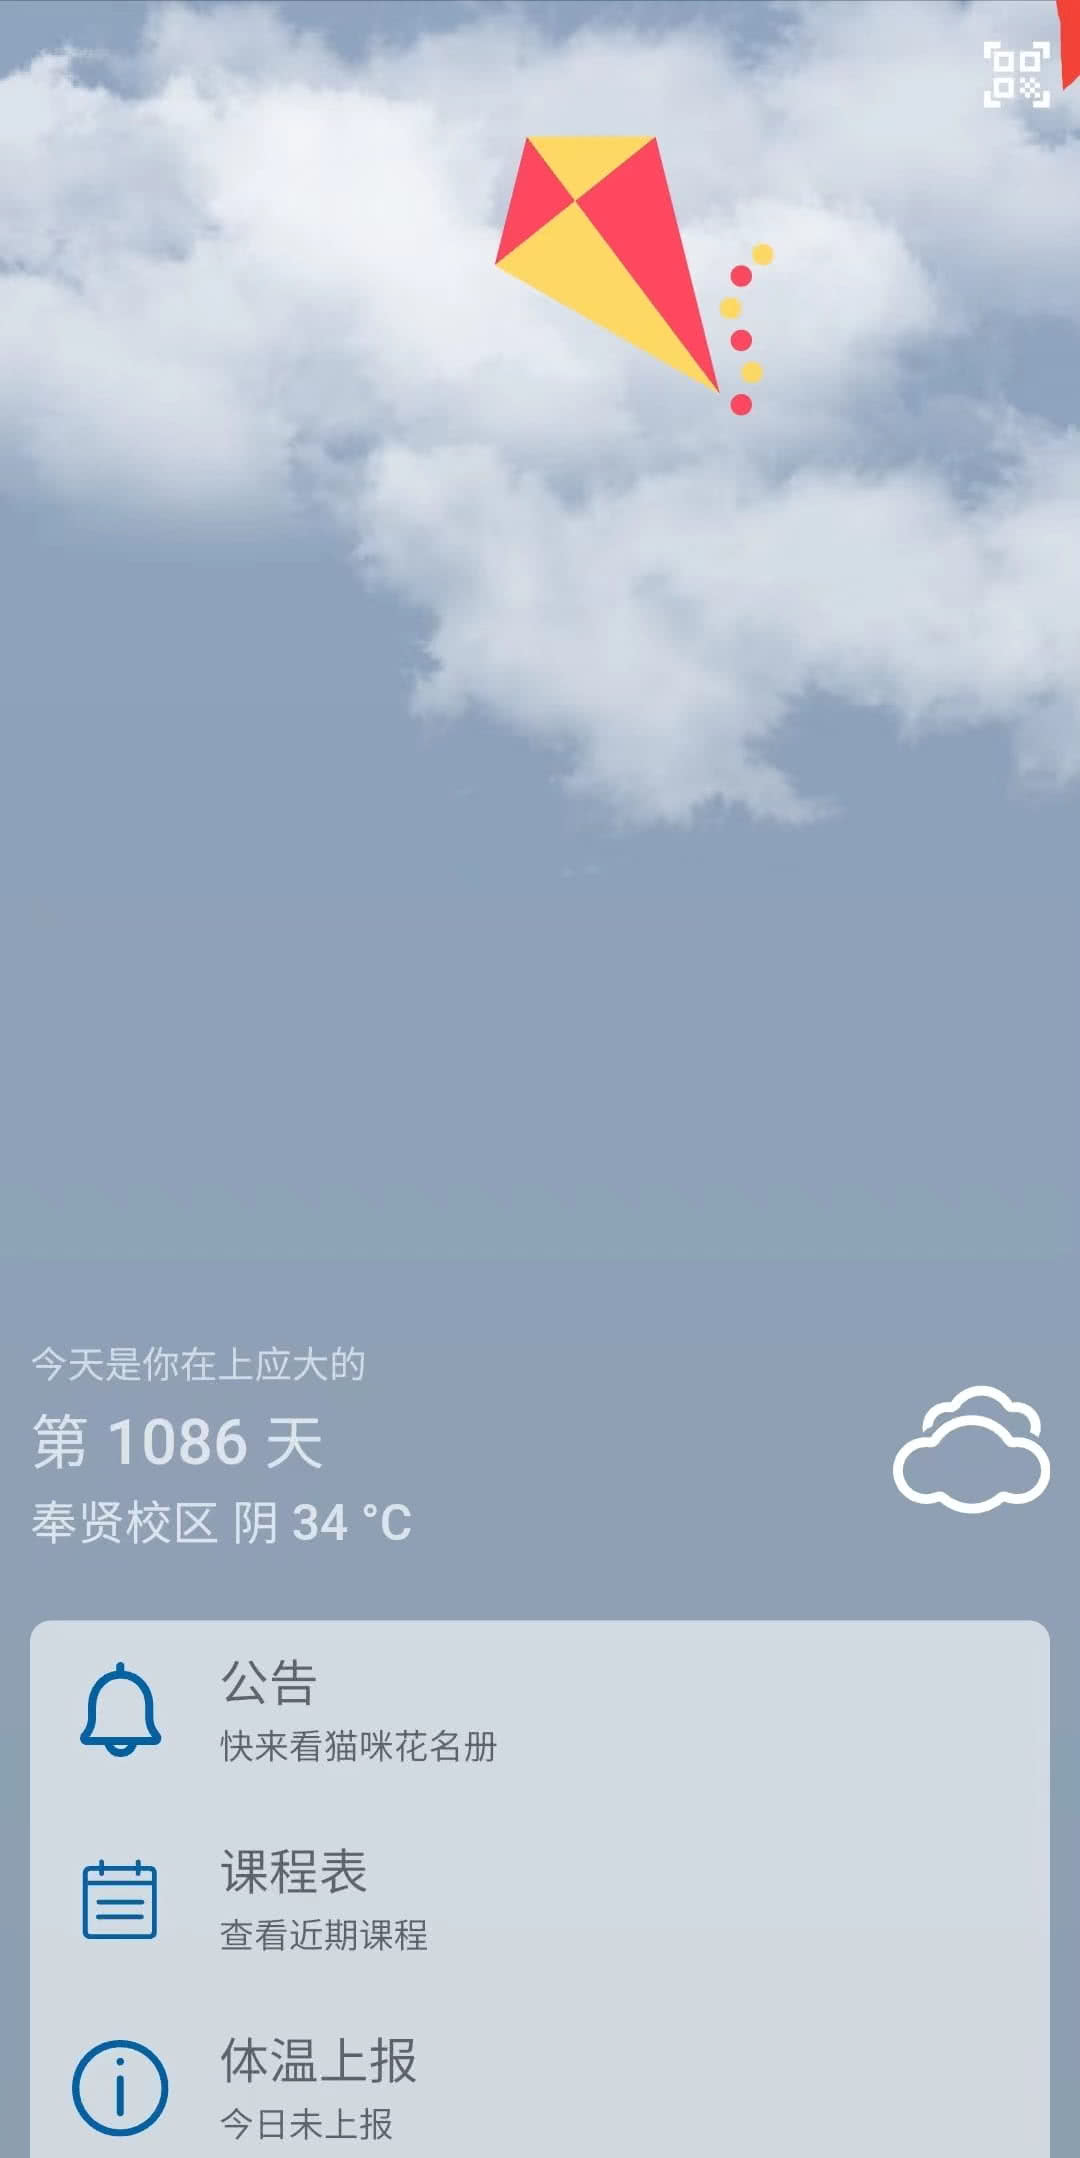 今天是你在上应大的
第 1086 天
奉贤校区 阴 34 °C
公告
快来看猫咪花名册
课程表
查看近期课程
体温上报
今日未上报